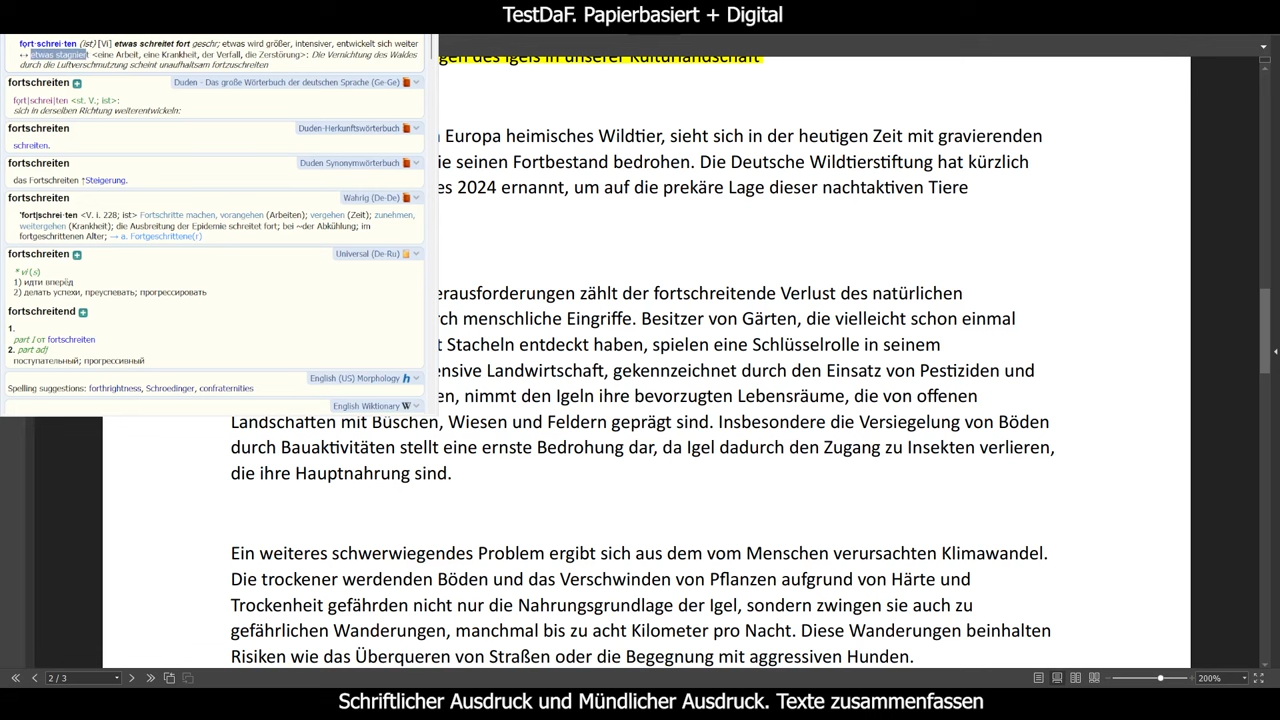 TestDaF. Papierbasiert + Digital
fort·schrei·ten (ist) [Vi] etwas schreitet fort geschr; etwas wird größer, intensiver, entwickelt sich weiter
↔ etwas stagniert <eine Arbeit, eine Krankheit, der Verfall, die Zerstörung>: Die Vernichtung des Waldes
durch die Luftverschmutzung scheint unaufhaltsam fortzuschreiten
fortschreiten
Duden - Das große Wörterbuch der deutschen Sprache (Ge-Ge)
fort|schrei|ten <st. V.; ist>:
sich in derselben Richtung weiterentwickeln:
fortschreiten
Duden-Herkunftswörterbuch
schreiten.
fortschreiten
Duden Synonymwörterbuch
das Fortschreiten ↑Steigerung.
fortschreiten
Wahrig (De-De)
'fort|schrei·ten <V. i. 228; ist> Fortschritte machen, vorangehen (Arbeiten); vergehen (Zeit); zunehmen,
weitergehen (Krankheit); die Ausbreitung der Epidemie schreitet fort; bei ~der Abkühlung; im
fortgeschrittenen Alter; → a. Fortgeschrittene(r)
fortschreiten
Universal (De-Ru)
* vi (s)
1) идти вперёд
2) делать успехи, преуспевать; прогрессировать
fortschreitend
1.
part I от fortschreiten
2. part adj
поступательный; прогрессивный
English (US) Morphology
Spelling suggestions: forthrightness, Schroedinger, confraternities
English Wiktionary
gen des Igels in unserer Kulturlandschaft
Europa heimisches Wildtier, sieht sich in der heutigen Zeit mit gravierenden
ie seinen Fortbestand bedrohen. Die Deutsche Wildtierstiftung hat kürzlich
es 2024 ernannt, um auf die prekäre Lage dieser nachtaktiven Tiere
erausforderungen zählt der fortschreitende Verlust des natürlichen
rch menschliche Eingriffe. Besitzer von Gärten, die vielleicht schon einmal
t Stacheln entdeckt haben, spielen eine Schlüsselrolle in seinem
ensive Landwirtschaft, gekennzeichnet durch den Einsatz von Pestiziden und
en, nimmt den Igeln ihre bevorzugten Lebensräume, die von offenen
Landschaften mit Büschen, Wiesen und Feldern geprägt sind. Insbesondere die Versiegelung von Böden
durch Bauaktivitäten stellt eine ernste Bedrohung dar, da Igel dadurch den Zugang zu Insekten verlieren,
die ihre Hauptnahrung sind.
Ein weiteres schwerwiegendes Problem ergibt sich aus dem vom Menschen verursachten Klimawandel.
Die trockener werdenden Böden und das Verschwinden von Pflanzen aufgrund von Härte und
Trockenheit gefährden nicht nur die Nahrungsgrundlage der Igel, sondern zwingen sie auch zu
gefährlichen Wanderungen, manchmal bis zu acht Kilometer pro Nacht. Diese Wanderungen beinhalten
Risiken wie das Überqueren von Straßen oder die Begegnung mit aggressiven Hunden.
2 / 3
200%
Schriftlicher Ausdruck und Mündlicher Ausdruck. Texte zusammenfassen